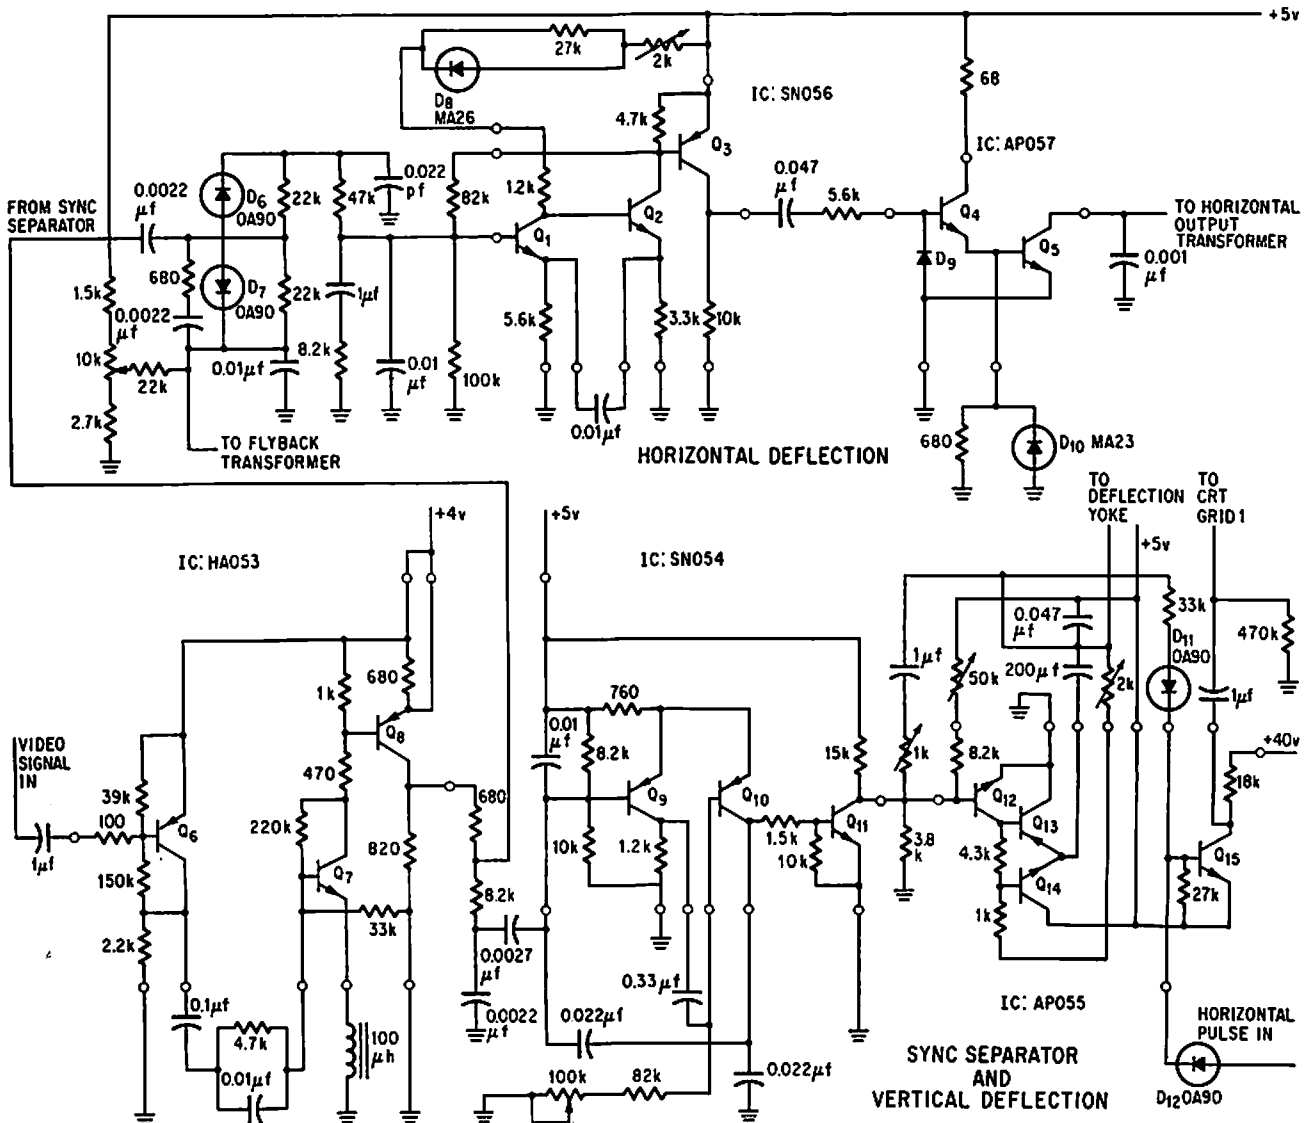 +5v
27k
2k
D8
MA26
IC: SN056
68
4.7k
Q3
IC: AP057
0.0022
μf
D6
OA90
22k
47k
0.022
pf
82k
1.2k
Q2
Q1
0.047
μf
5.6k
Q4
FROM SYNC
SEPARATOR
TO HORIZONTAL
OUTPUT
TRANSFORMER
680
D7
OA90
22k
1μf
D9
Q5
0.001
μf
1.5k
0.0022
μf
10k
22k
0.01μf
8.2k
0.01
μf
100k
5.6k
3.3k
10k
2.7k
0.01μf
TO FLYBACK
TRANSFORMER
HORIZONTAL DEFLECTION
680
D10 MA23
+4v
+5v
TO
DEFLECTION
YOKE
TO
CRT
GRID 1
+5v
IC: HA053
IC: SN054
33k
0.047
μf
D11
OA90
470k
680
1k
1μf
50k
200μf
2k
1μf
Q8
760
0.01
μf
8.2k
15k
1k
8.2k
+40v
18k
VIDEO
SIGNAL
IN
39k
100
Q6
470
680
Q9
Q10
Q12
220k
820
1.5k
Q11
Q13
1μf
150k
Q7
10k
1.2k
10k
3.8
k
4.3k
Q14
Q15
27k
8.2k
33k
1k
2.2k
0.0027
μf
0.33μf
IC: AP055
0.1μf
0.0022
μf
0.022μf
HORIZONTAL
PULSE IN
4.7k
100
μh
SYNC SEPARATOR
AND
VERTICAL DEFLECTION
0.01μf
100k
82k
0.022μf
D12 OA90